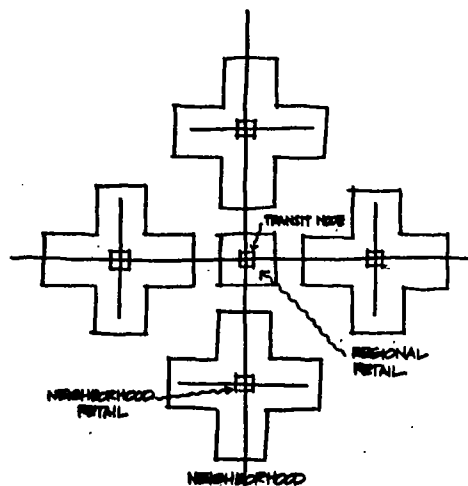 TRANSIT NODE
REGIONAL
RETAIL
NEIGHBORHOOD
RETAIL
NEIGHBORHOOD